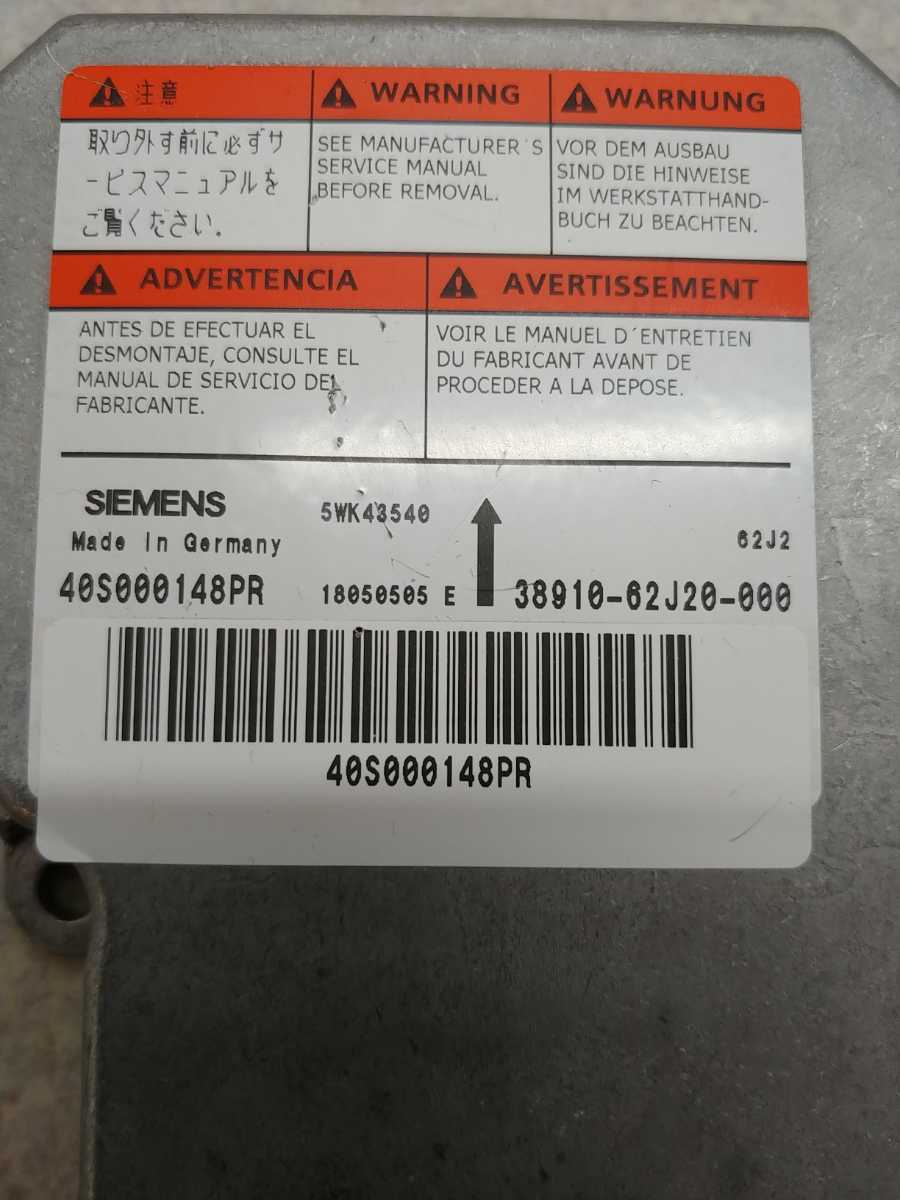 注意
取り外す前に必ずサ
ービスマニュアルを
ご覧ください.
WARNING
SEE MANUFACTURER´S
SERVICE MANUAL
BEFORE REMOVAL.
WARNUNG
VOR DEM AUSBAU
SIND DIE HINWEISE
IM WERKSTATTHAND-
BUCH ZU BEACHTEN.
ADVERTENCIA
ANTES DE EFECTUAR EL
DESMONTAJE, CONSULTE EL
MANUAL DE SERVICIO DEL
FABRICANTE.
AVERTISSEMENT
VOIR LE MANUEL D´ENTRETIEN
DU FABRICANT AVANT DE
PROCEDER A LA DEPOSE.
SIEMENS 5WK43540
Made in Germany 62J2
40S000148PR 18050505 E 38910-62J20-000
40S000148PR